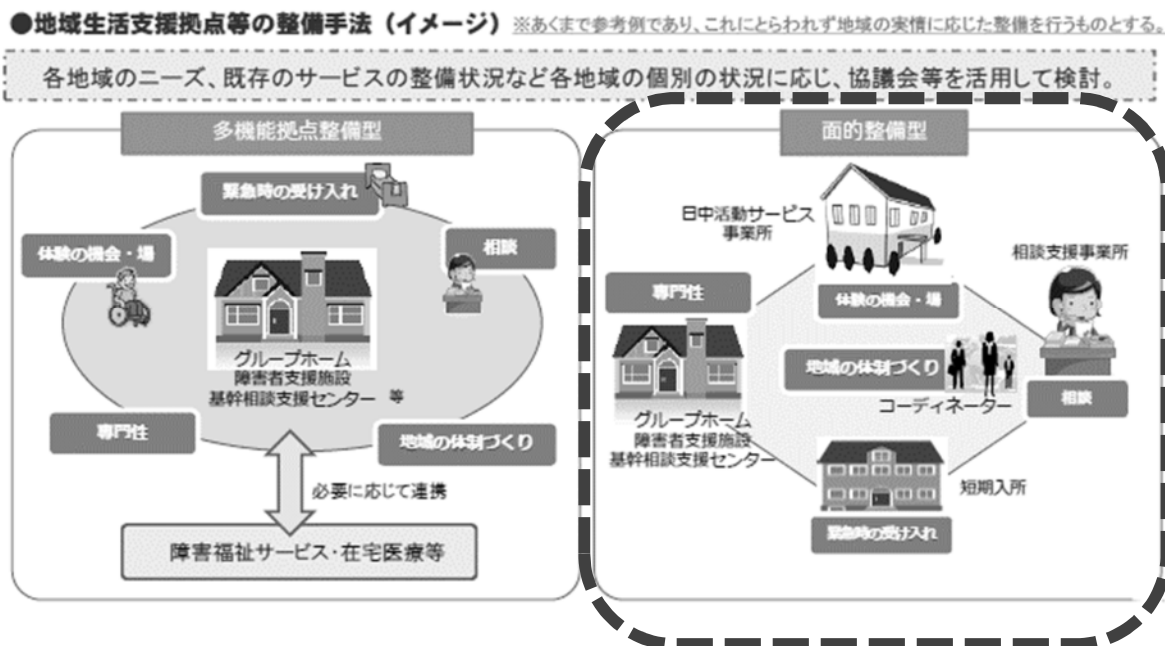 ●地域生活支援拠点等の整備手法（イメージ）※あくまで参考例であり、これにとらわれず地域の実情に応じた整備を行うものとする。
各地域のニーズ、既存のサービスの整備状況など各地域の個別の状況に応じ、協議会等を活用して検討。
多機能拠点整備型
緊急時の受け入れ
体験の機会・場
相談
グループホーム
障害者支援施設
基幹相談支援センター 等
専門性
地域の体制づくり
必要に応じて連携
障害福祉サービス・在宅医療等
面的整備型
日中活動サービス
事業所
相談支援事業所
専門性
体験の機会・場
地域の体制づくり
コーディネーター
相談
グループホーム
障害者支援施設
基幹相談支援センター
短期入所
緊急時の受け入れ